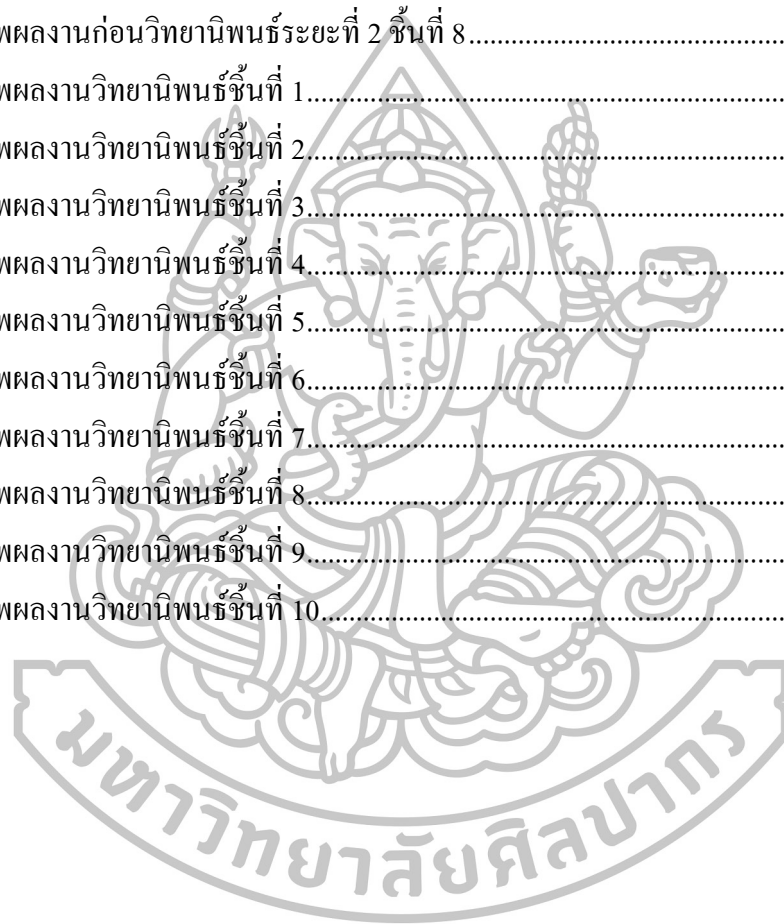 พผลงานก่อนวิทยานิพนธ์ระยะที่ 2 ชิ้นที่ 8
พผลงานวิทยานิพนธ์ชิ้นที่ 1
พผลงานวิทยานิพนธ์ชิ้นที่ 2
พผลงานวิทยานิพนธ์ชิ้นที่ 3
พผลงานวิทยานิพนธ์ชิ้นที่ 4
พผลงานวิทยานิพนธ์ชิ้นที่ 5
พผลงานวิทยานิพนธ์ชิ้นที่ 6
พผลงานวิทยานิพนธ์ชิ้นที่ 7
พผลงานวิทยานิพนธ์ชิ้นที่ 8
พผลงานวิทยานิพนธ์ชิ้นที่ 9
พผลงานวิทยานิพนธ์ชิ้นที่ 10
มหาวิทยาลัยศิลปากร